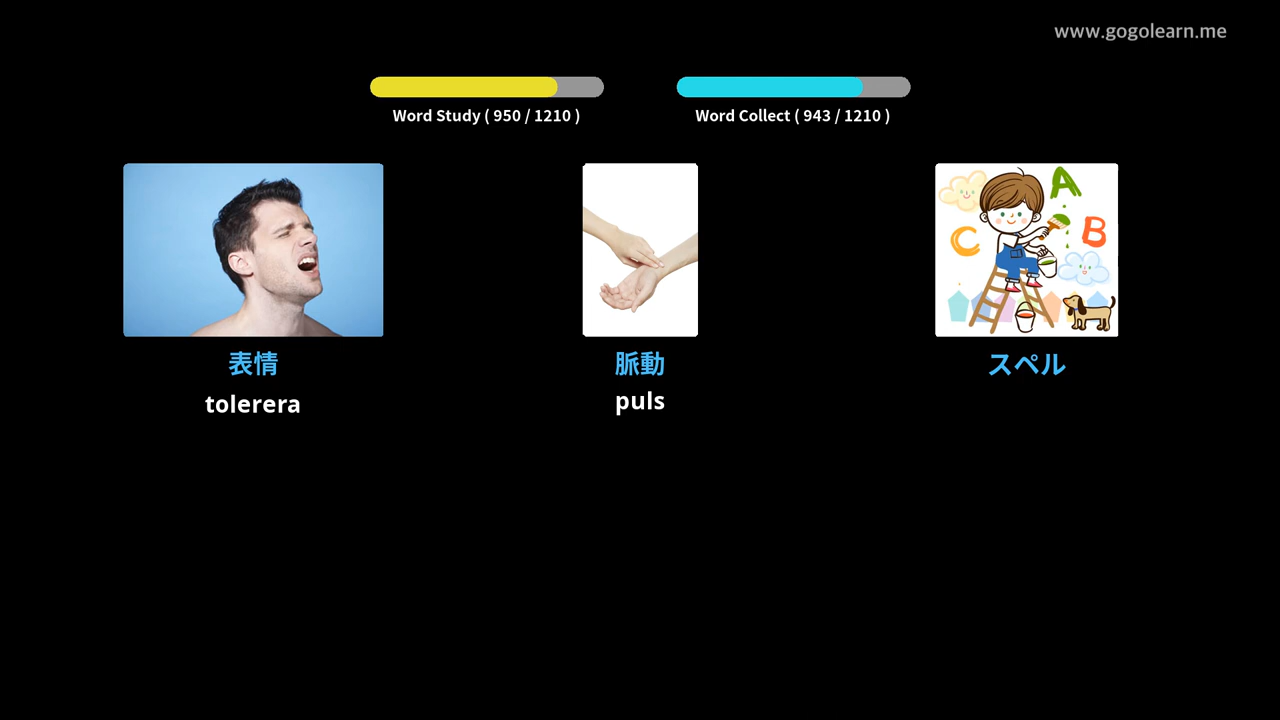 www.gogolearn.me
Word Study ( 950 / 1210 )
Word Collect ( 943 / 1210 )
A
B
C
表情
tolerera
脈動
puls
スペル